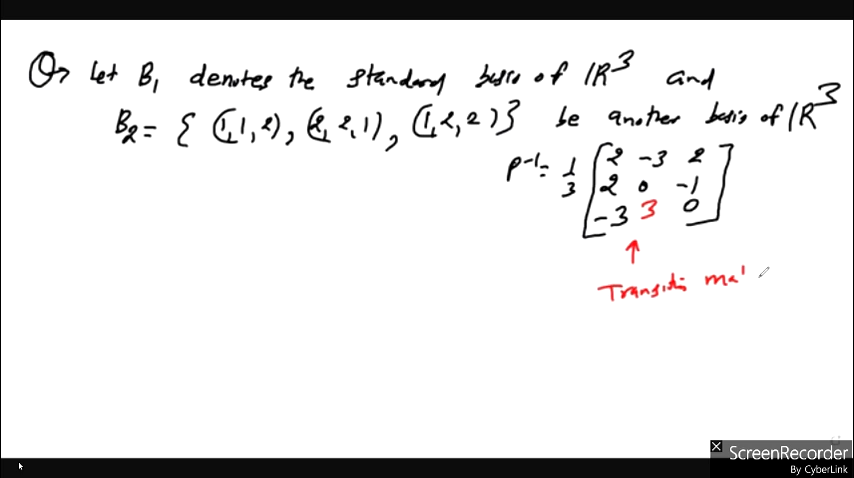 Q→ Let B₁ denotes the standard basis of ℝ³ and
B₂ = { (1,1,2), (2,2,1), (1,2,2) } be another basis of ℝ³
P⁻¹ = 1/3 [ 2 -3 2
2 0 -1
-3 3 0 ]
↑
Transition mat
ScreenRecorder
By CyberLink